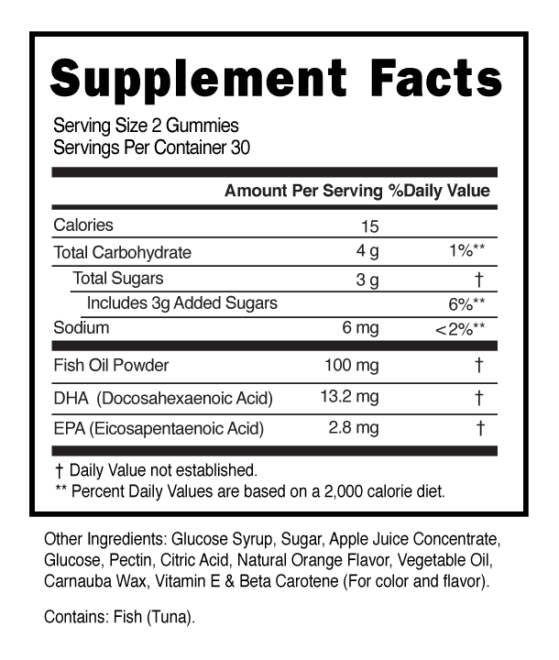 Supplement Facts
Serving Size 2 Gummies
Servings Per Container 30
Amount Per Serving %Daily Value
Calories 15
Total Carbohydrate 4 g 1%**
Total Sugars 3 g †
Includes 3g Added Sugars 6%**
Sodium 6 mg <2%**
Fish Oil Powder 100 mg †
DHA (Docosahexaenoic Acid) 13.2 mg †
EPA (Eicosapentaenoic Acid) 2.8 mg †
† Daily Value not established.
** Percent Daily Values are based on a 2,000 calorie diet.
Other Ingredients: Glucose Syrup, Sugar, Apple Juice Concentrate,
Glucose, Pectin, Citric Acid, Natural Orange Flavor, Vegetable Oil,
Carnauba Wax, Vitamin E & Beta Carotene (For color and flavor).
Contains: Fish (Tuna).